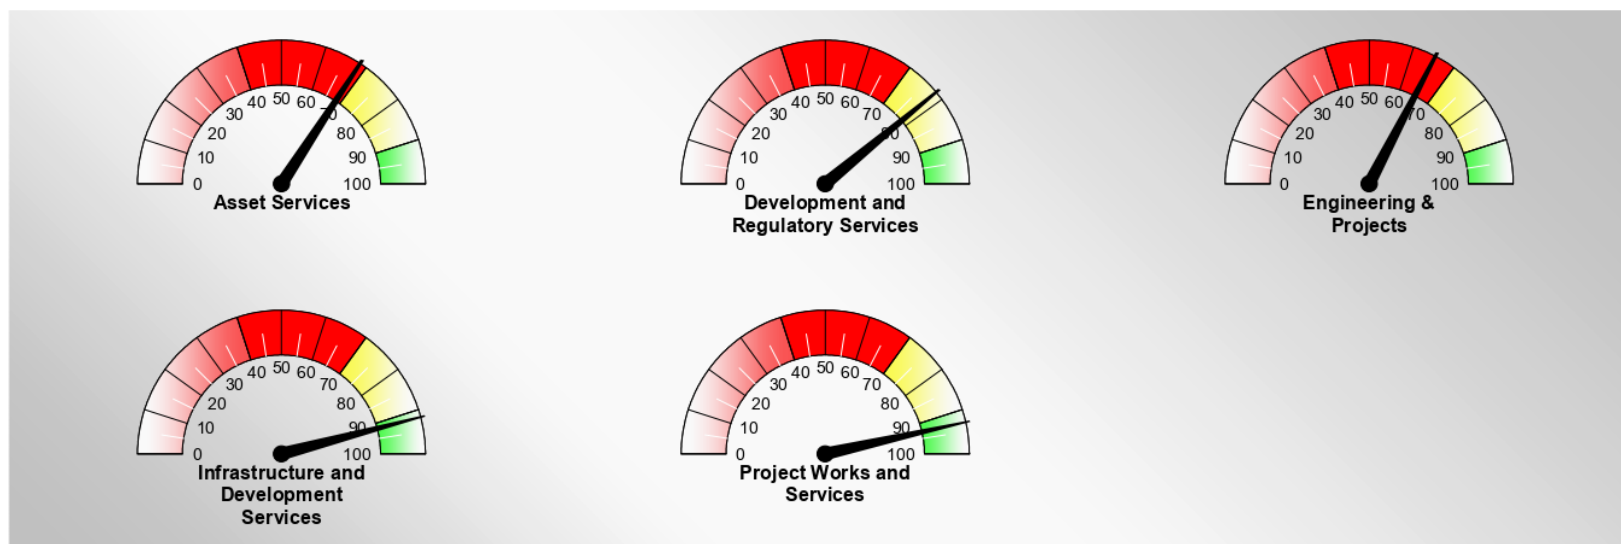 0 10 20 30 40 50 60 70 80 90 100
Asset Services
0 10 20 30 40 50 60 70 80 90 100
Development and
Regulatory Services
0 10 20 30 40 50 60 70 80 90 100
Engineering &
Projects
0 10 20 30 40 50 60 70 80 90 100
Infrastructure and
Development
Services
0 10 20 30 40 50 60 70 80 90 100
Project Works and
Services